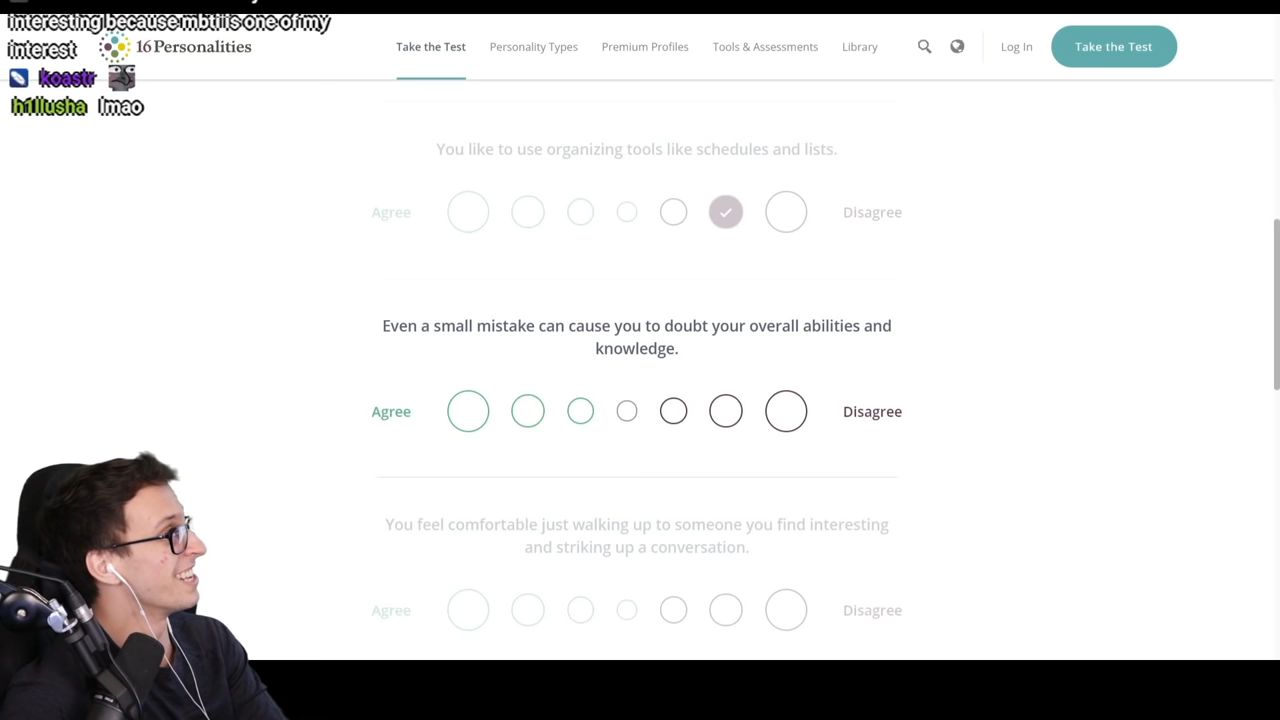 interesting because mbti is one of my
interest
koastr
h1llusha lmao
16Personalities
Take the Test Personality Types Premium Profiles Tools & Assessments Library Log In Take the Test
You like to use organizing tools like schedules and lists.
Agree Disagree
Even a small mistake can cause you to doubt your overall abilities and
knowledge.
Agree Disagree
You feel comfortable just walking up to someone you find interesting
and striking up a conversation.
Agree Disagree